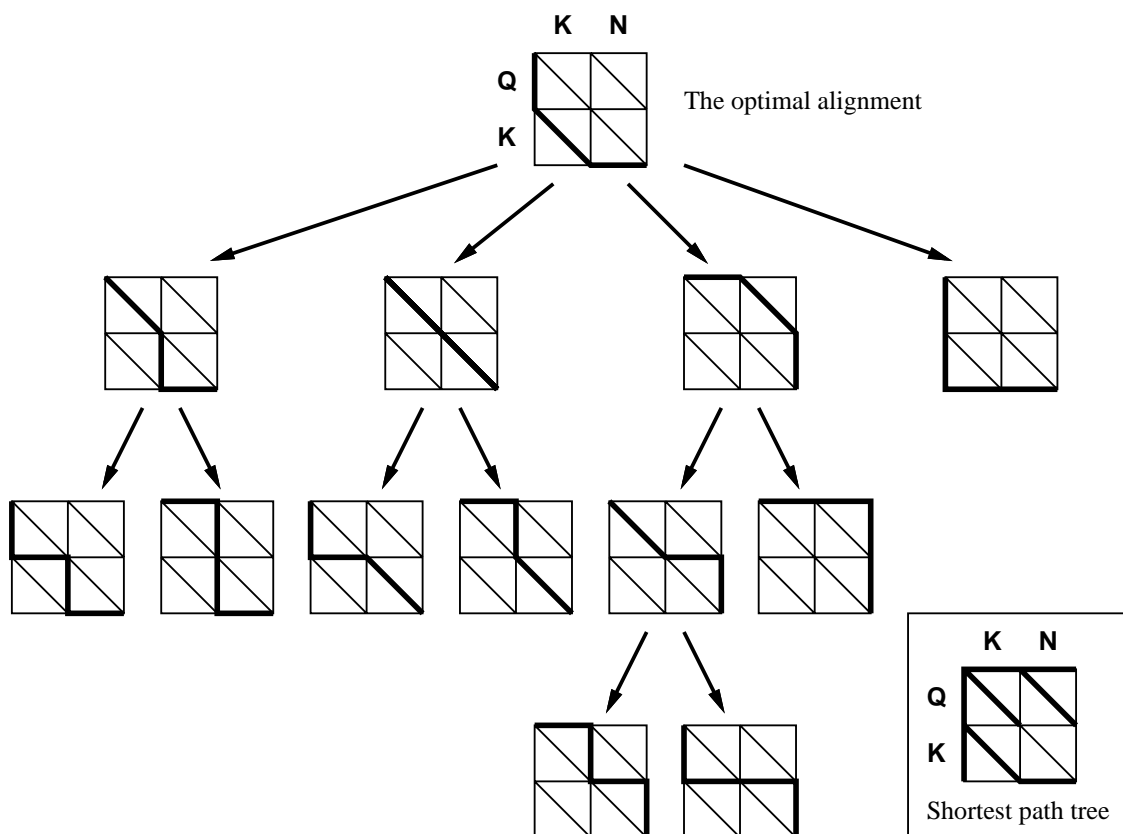 K N
Q
The optimal alignment
K
K N
Q
K
Shortest path tree